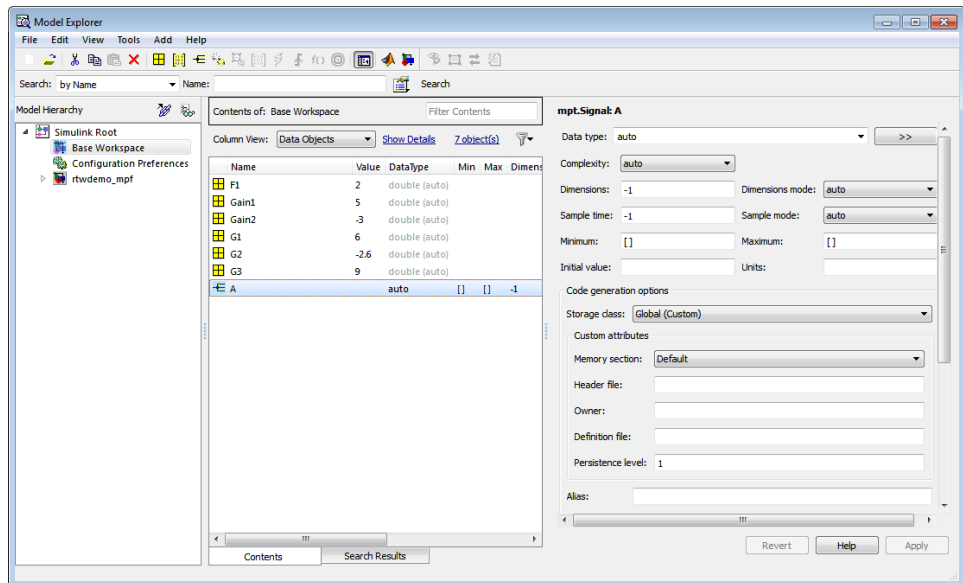 Model Explorer
File Edit View Tools Add Help
Search: by Name Name: Search
Model Hierarchy
Simulink Root
Base Workspace
Configuration Preferences
rtwdemo_mpf
Contents of: Base Workspace Filter Contents
Column View: Data Objects Show Details 7 object(s)
Name Value DataType Min Max Dimens
F1 2 double (auto)
Gain1 5 double (auto)
Gain2 -3 double (auto)
G1 6 double (auto)
G2 -2.6 double (auto)
G3 9 double (auto)
A auto [] [] -1
Contents Search Results
mpt.Signal: A
Data type: auto >>
Complexity: auto
Dimensions: -1 Dimensions mode: auto
Sample time: -1 Sample mode: auto
Minimum: [] Maximum: []
Initial value: Units:
Code generation options
Storage class: Global (Custom)
Custom attributes
Memory section: Default
Header file:
Owner:
Definition file:
Persistence level: 1
Alias:
Revert Help Apply